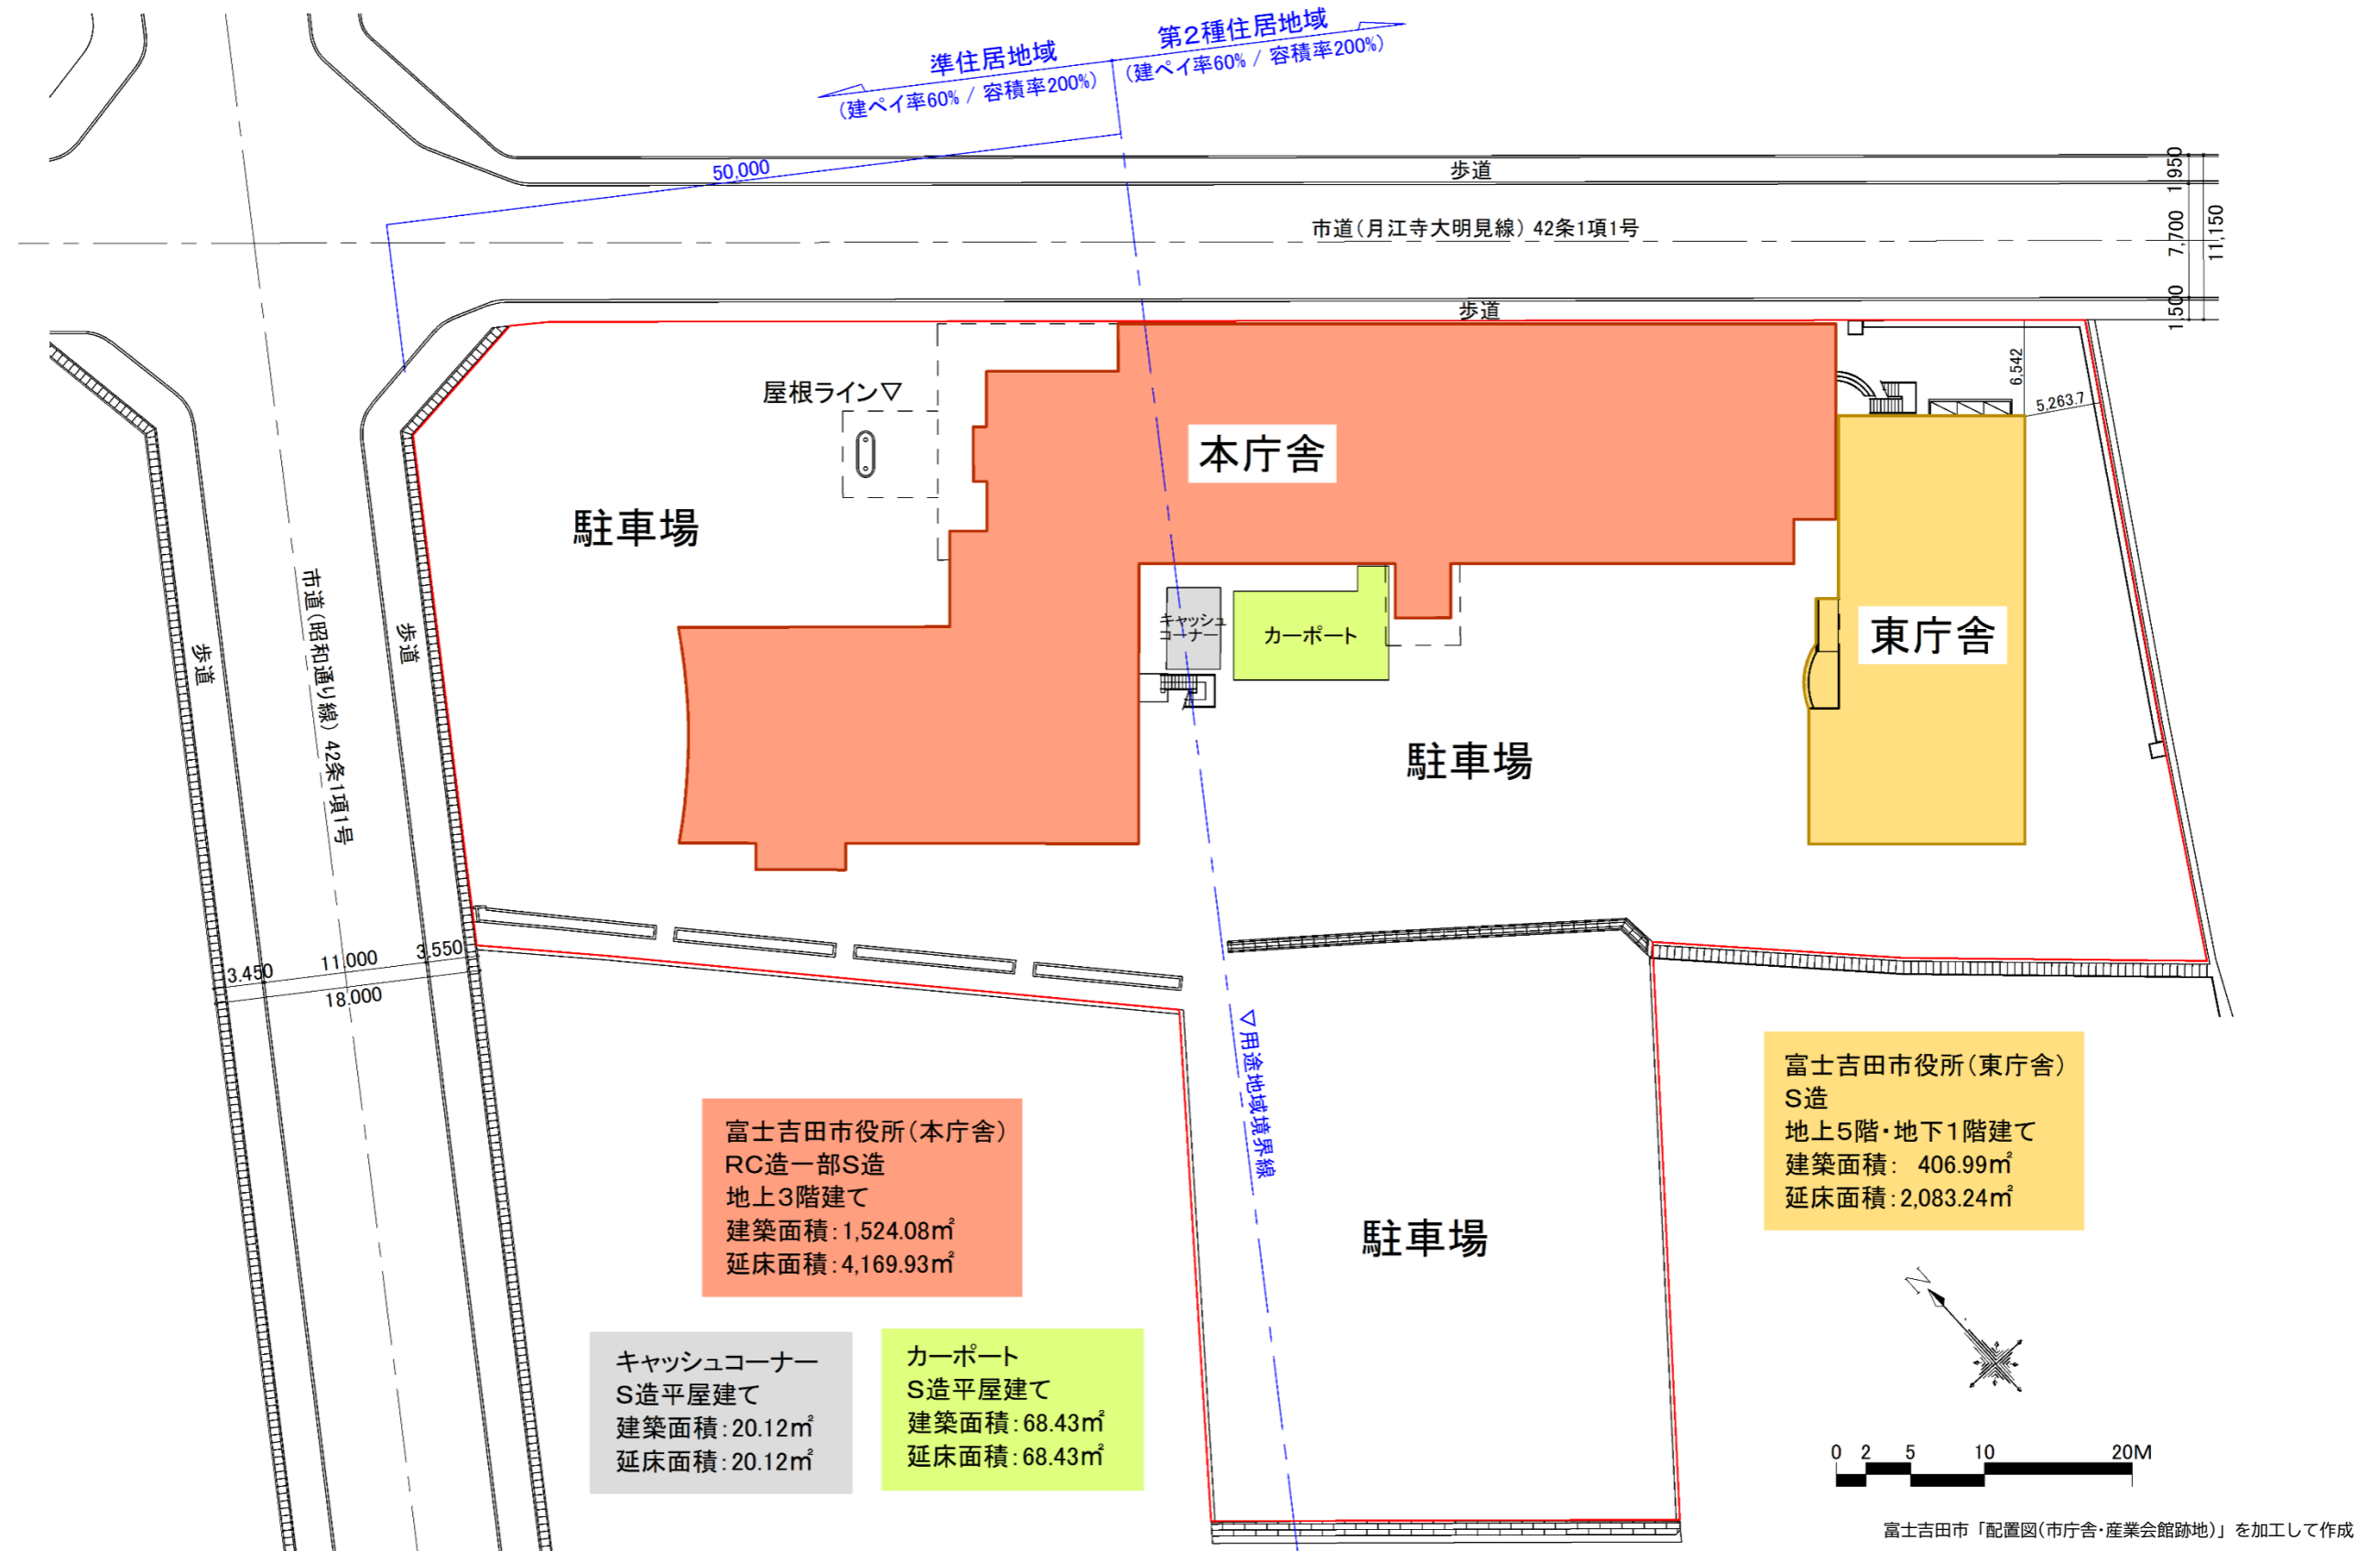 準住居地域
(建ペイ率60% / 容積率200%)
第2種住居地域
(建ペイ率60% / 容積率200%)
50,000
歩道
市道(月江寺大明見線) 42条1項1号
歩道
1,950
7,700
11,150
1,500
6,542
5,263.7
屋根ライン▽
本庁舎
駐車場
キャッシュ
コーナー
カーポート
東庁舎
駐車場
歩道
市道(昭和通り線) 42条1項1号
歩道
3,450
11,000
3,550
18,000
▽用途地域境界線
駐車場
富士吉田市役所(本庁舎)
RC造一部S造
地上3階建て
建築面積:1,524.08㎡
延床面積:4,169.93㎡
富士吉田市役所(東庁舎)
S造
地上5階・地下1階建て
建築面積: 406.99㎡
延床面積:2,083.24㎡
キャッシュコーナー
S造平屋建て
建築面積:20.12㎡
延床面積:20.12㎡
カーポート
S造平屋建て
建築面積:68.43㎡
延床面積:68.43㎡
N
0 2 5 10 20M
富士吉田市「配置図(市庁舎・産業会館跡地)」を加工して作成